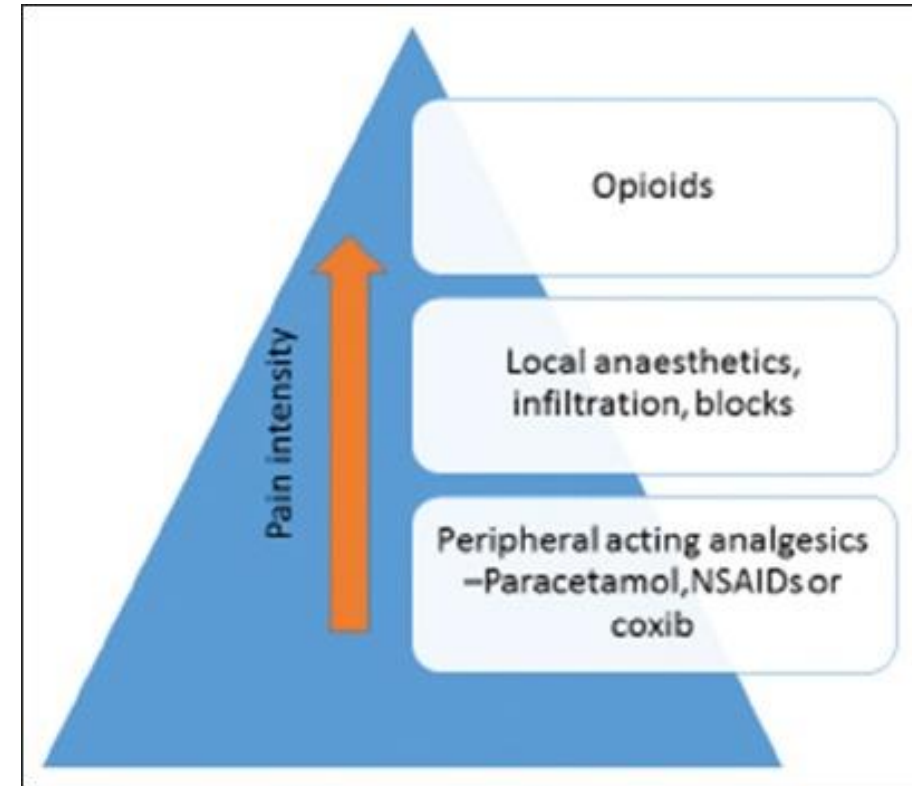 Opioids
Local anaesthetics,
infiltration, blocks
Pain intensity
Peripheral acting analgesics
–Paracetamol,NSAIDs or
coxib